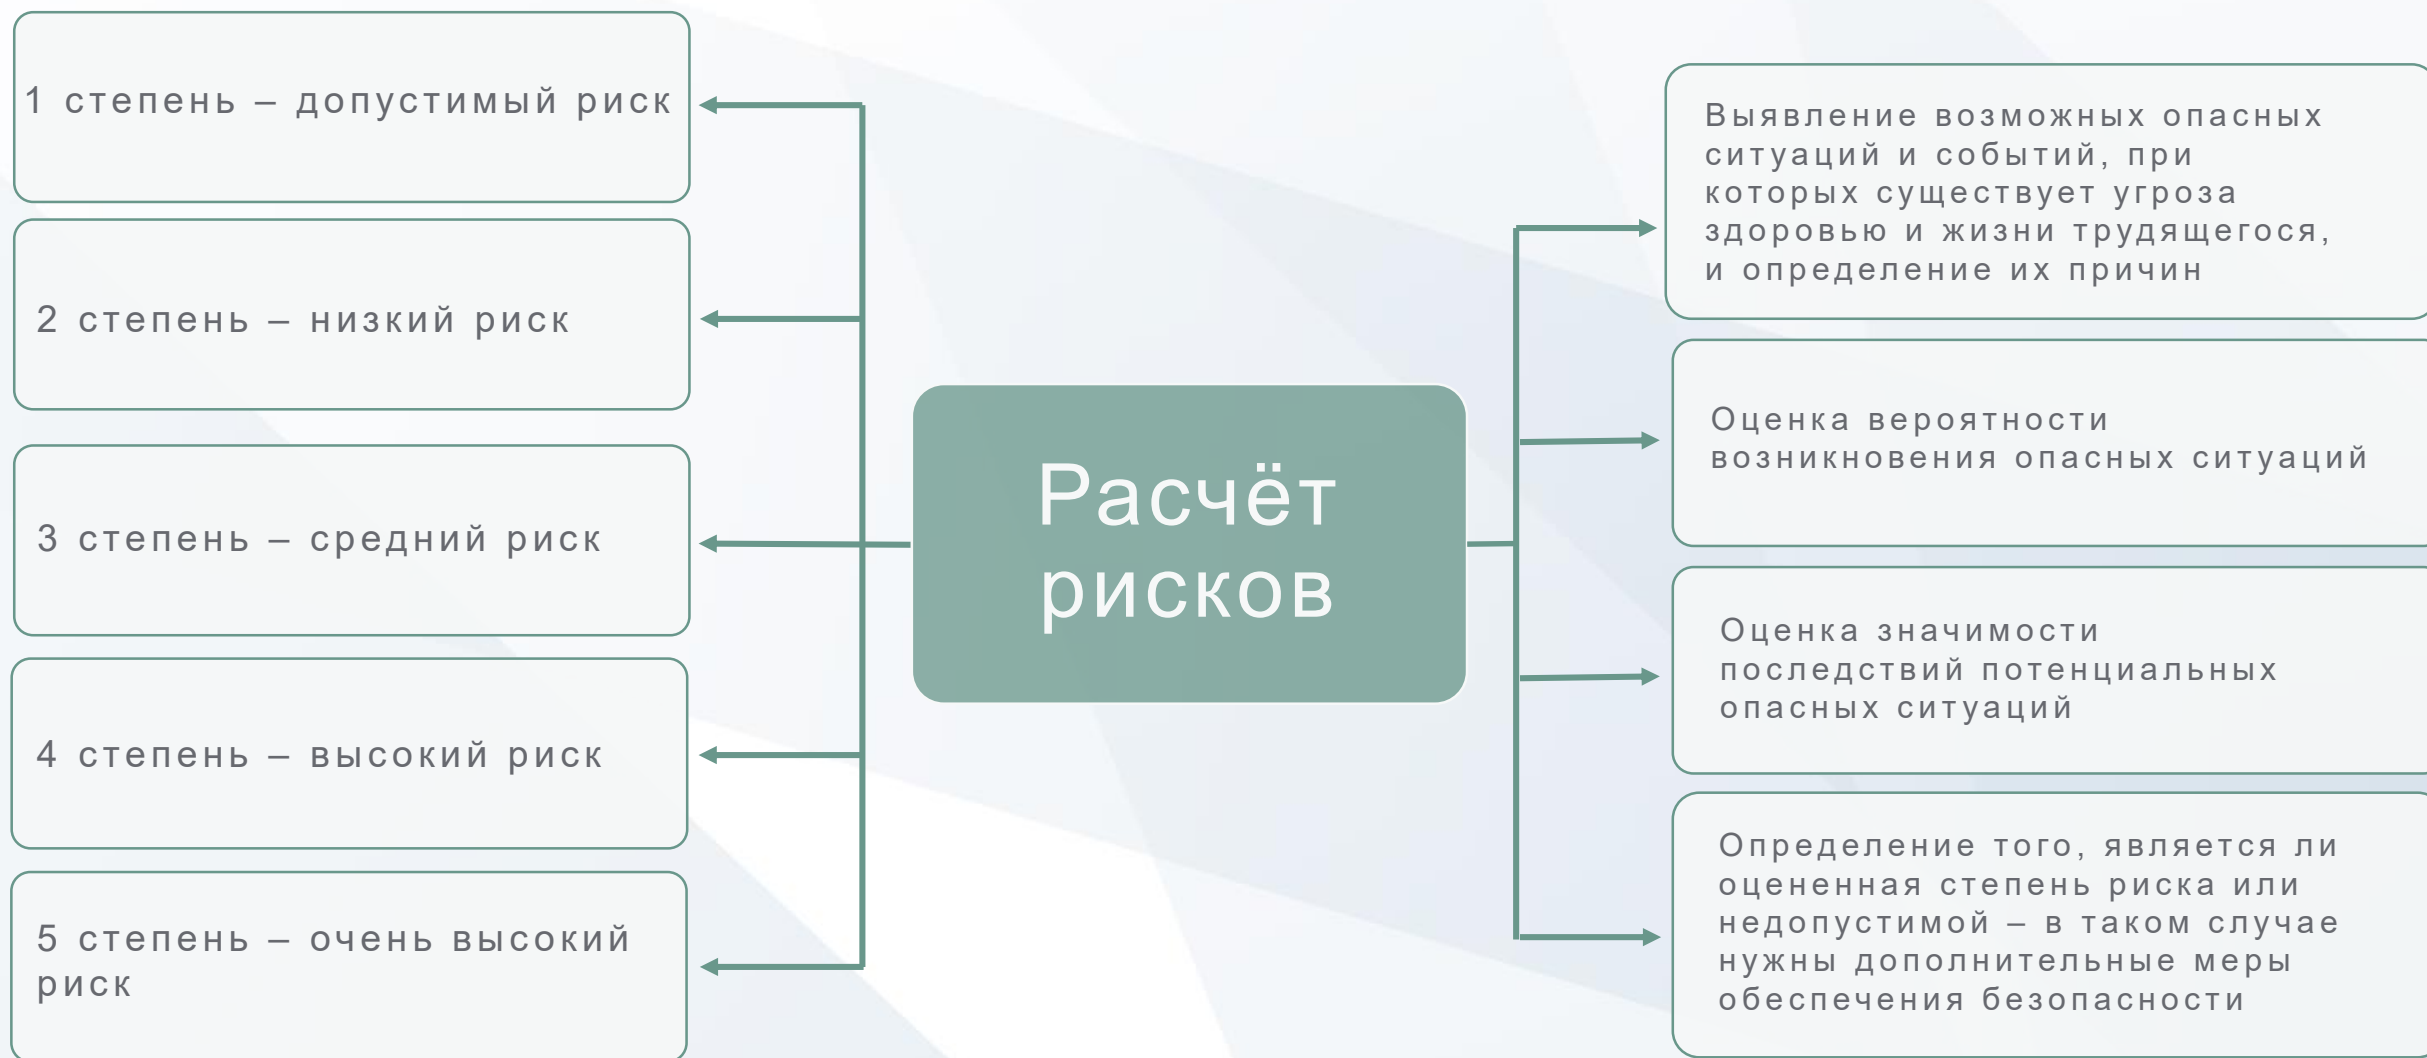 1 степень – допустимый риск
2 степень – низкий риск
3 степень – средний риск
4 степень – высокий риск
5 степень – очень высокий
риск
Расчёт
рисков
Выявление возможных опасных
ситуаций и событий, при
которых существует угроза
здоровью и жизни трудящегося,
и определение их причин
Оценка вероятности
возникновения опасных ситуаций
Оценка значимости
последствий потенциальных
опасных ситуаций
Определение того, является ли
оцененная степень риска или
недопустимой – в таком случае
нужны дополнительные меры
обеспечения безопасности